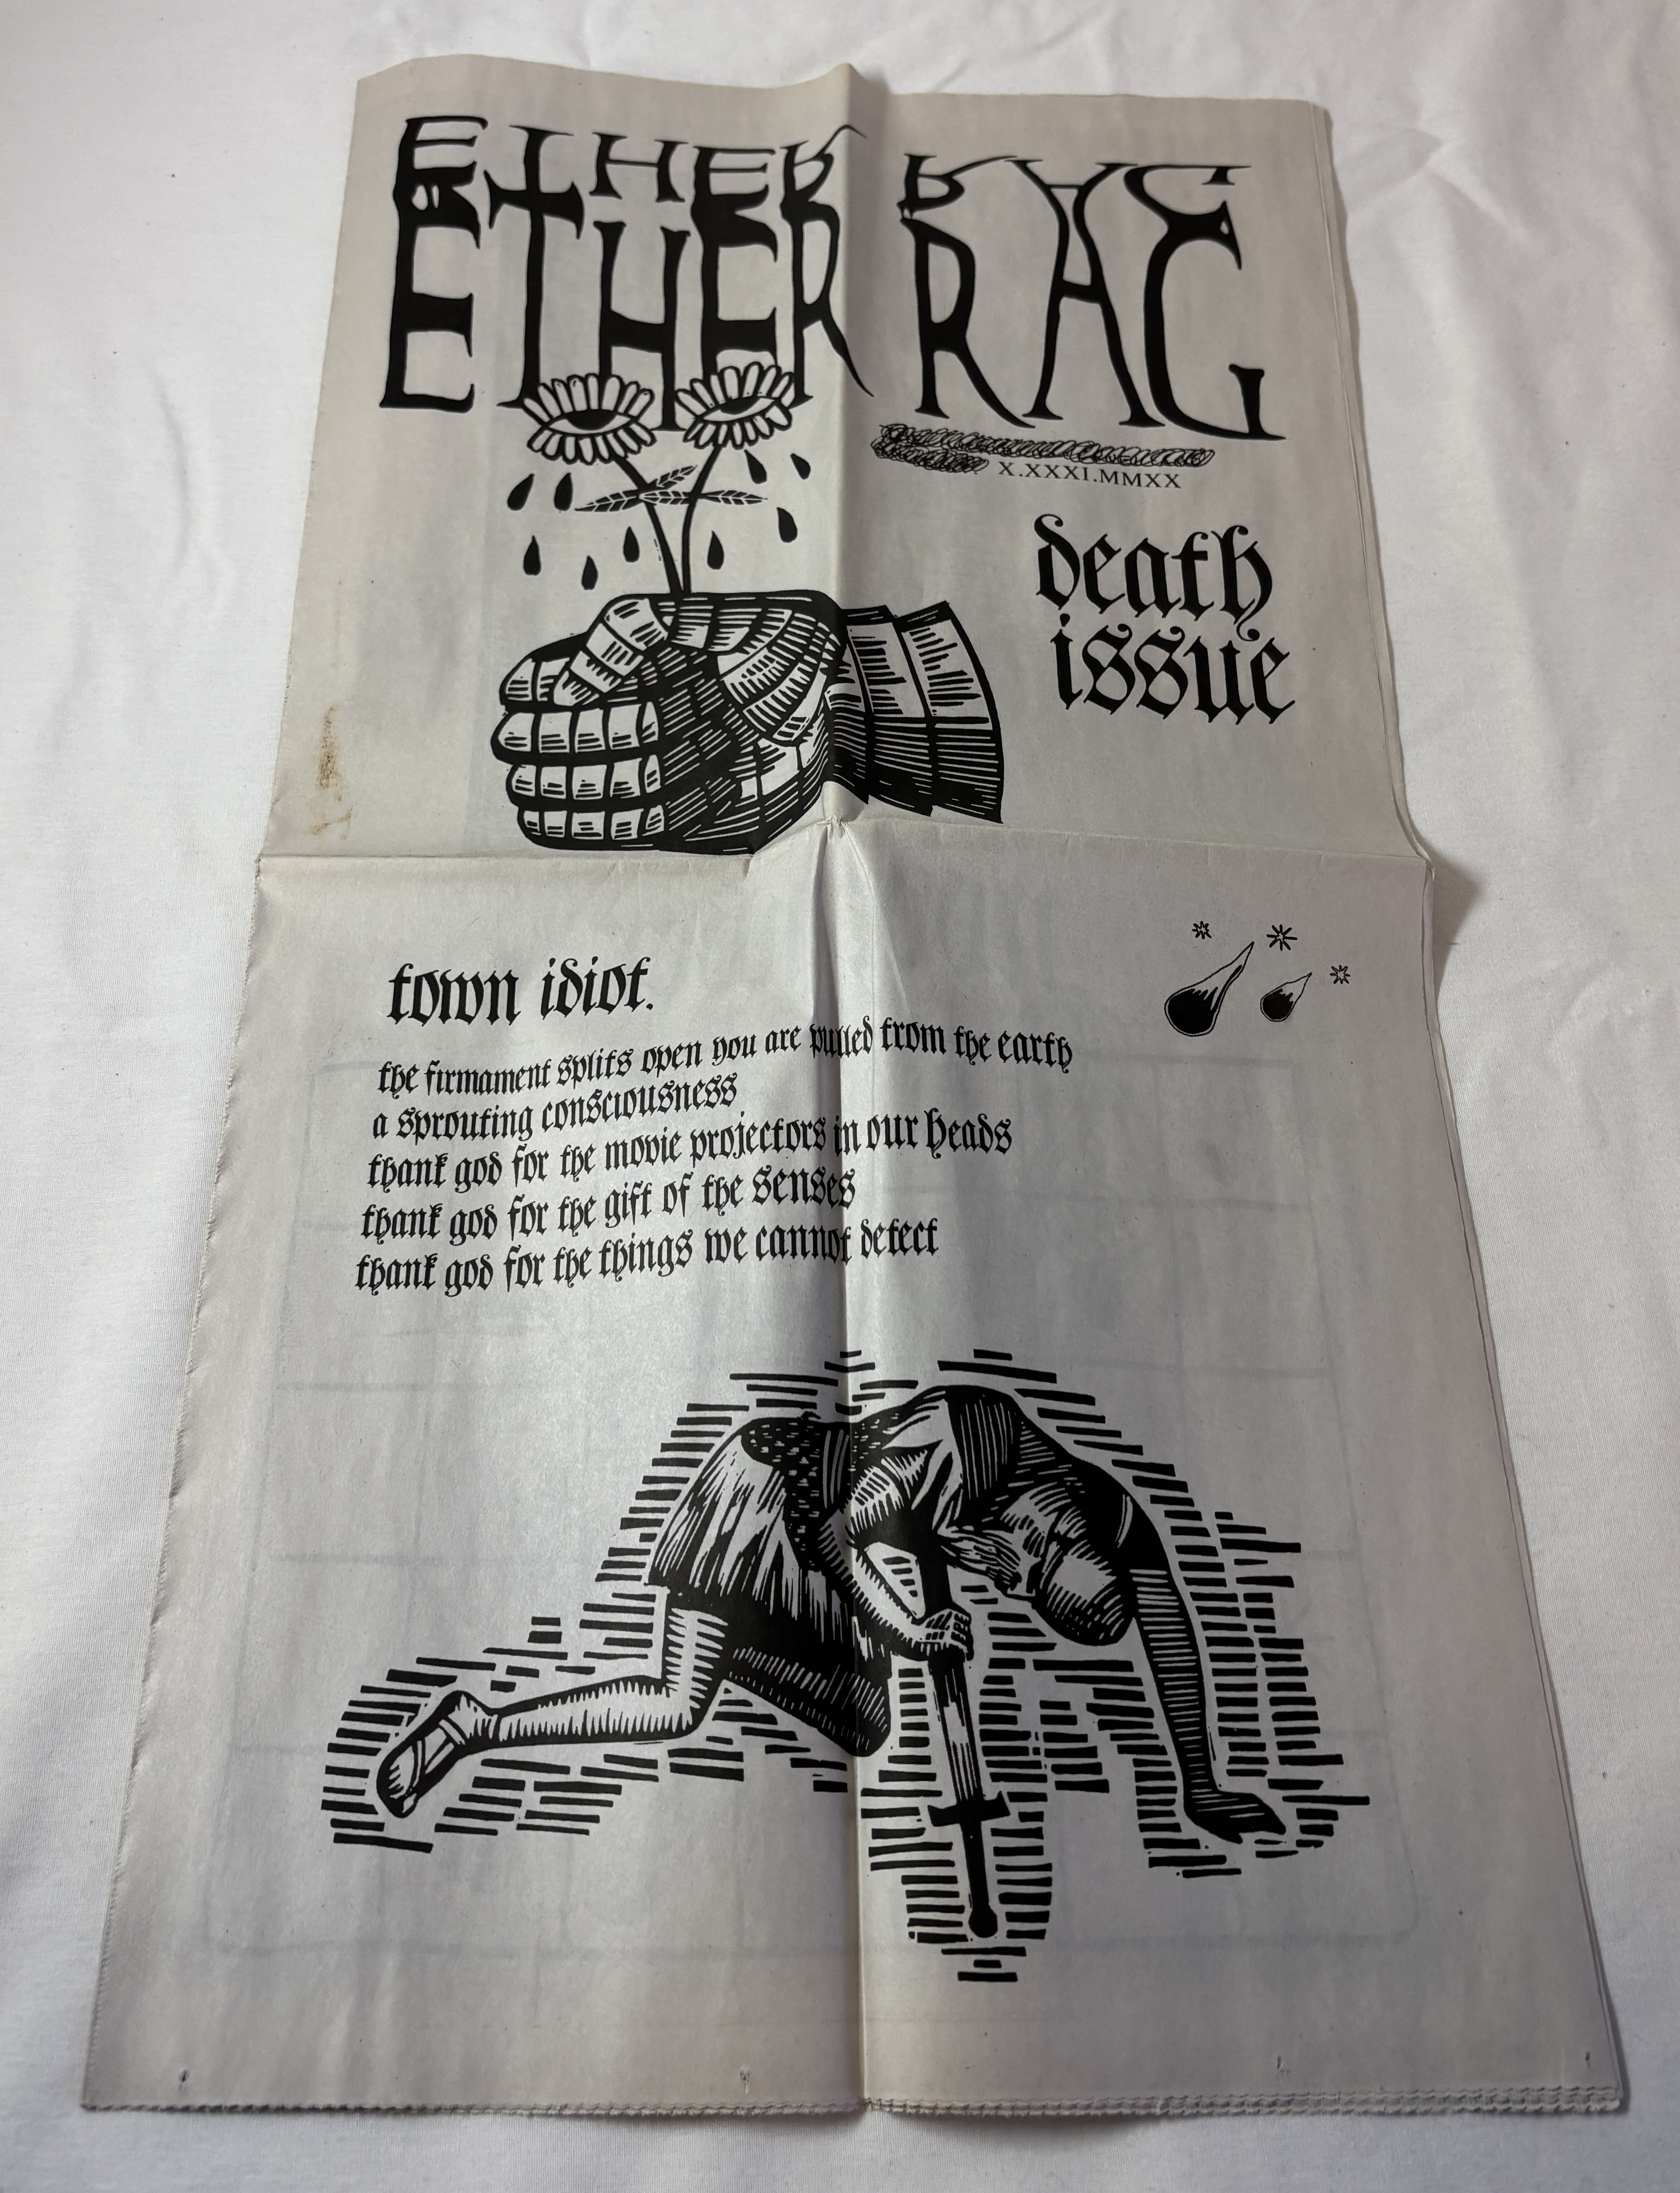 ETHER RAG
ETHER RAG
X.XXXI.MMXX
death
issue
town idiot.
the firmament splits open you are pulled from the earth
a sprouting consciousness
thank god for the movie projectors in our heads
thank god for the gift of the senses
thank god for the things we cannot detect